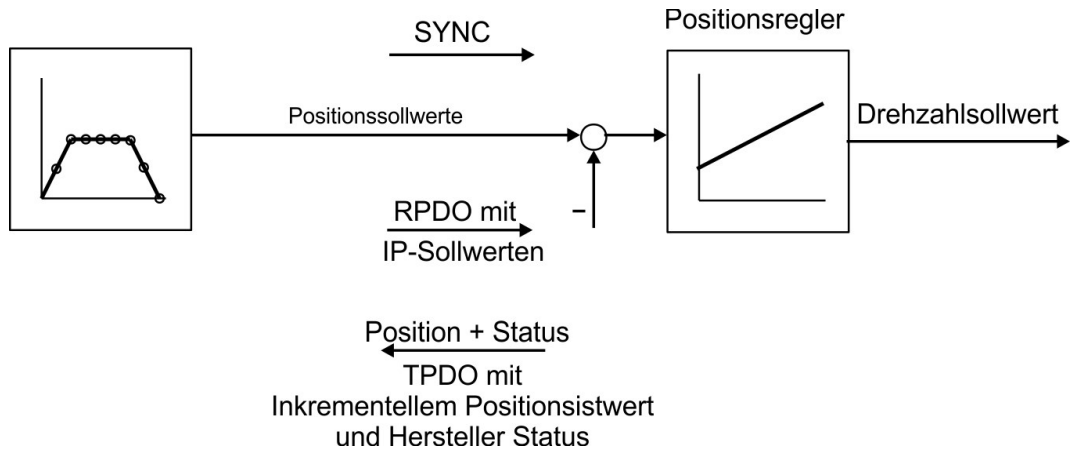 Positionsregler
SYNC
Positionssollwerte
Drehzahlsollwert
RPDO mit
IP-Sollwerten
–
Position + Status
TPDO mit
Inkrementellem Positionsistwert
und Hersteller Status